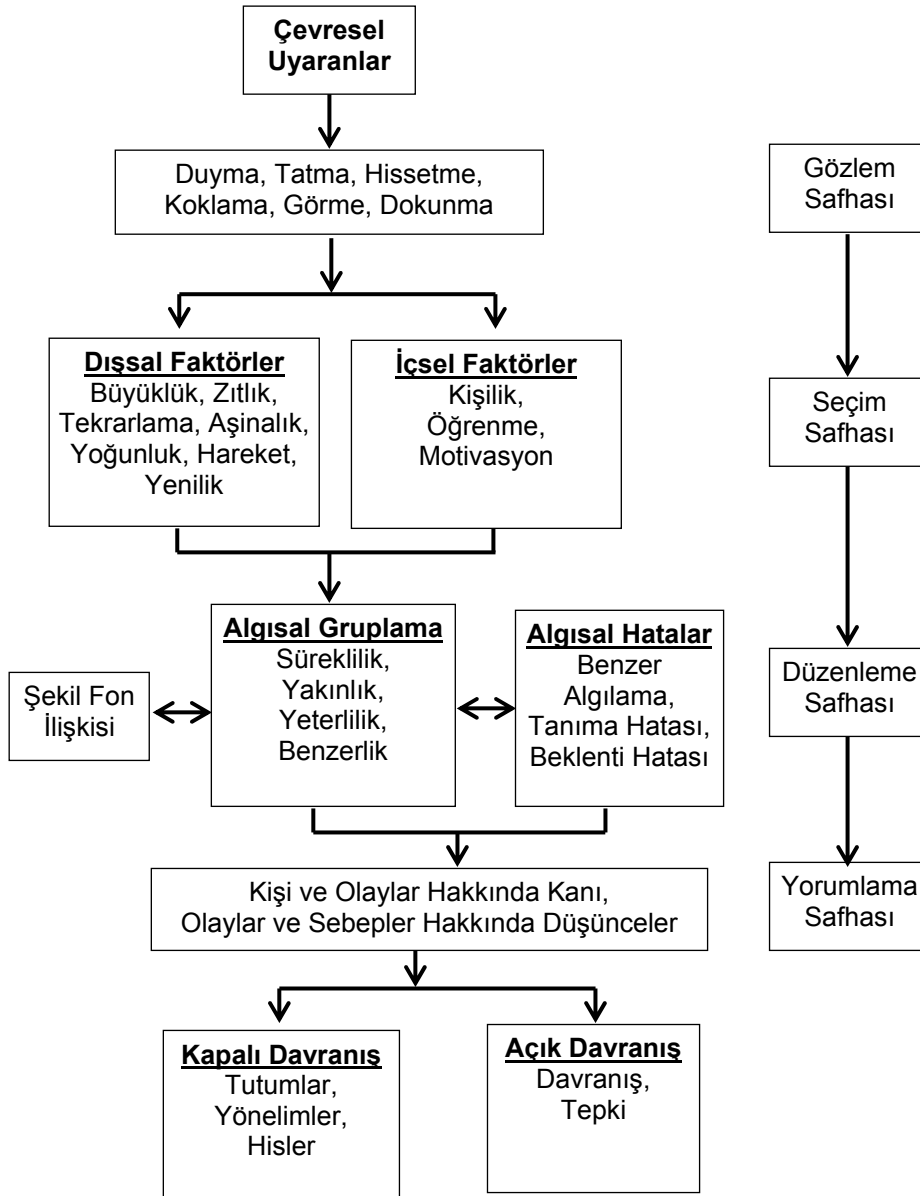 Çevresel
Uyaranlar
Duyma, Tatma, Hissetme,
Koklama, Görme, Dokunma
Gözlem
Safhası
Dışsal Faktörler
Büyüklük, Zıtlık,
Tekrarlama, Aşinalık,
Yoğunluk, Hareket,
Yenilik
İçsel Faktörler
Kişilik,
Öğrenme,
Motivasyon
Seçim
Safhası
Şekil Fon
İlişkisi
Algısal Gruplama
Süreklilik,
Yakınlık,
Yeterlilik,
Benzerlik
Algısal Hatalar
Benzer
Algılama,
Tanıma Hatası,
Beklenti Hatası
Düzenleme
Safhası
Kişi ve Olaylar Hakkında Kanı,
Olaylar ve Sebepler Hakkında Düşünceler
Yorumlama
Safhası
Kapalı Davranış
Tutumlar,
Yönelimler,
Hisler
Açık Davranış
Davranış,
Tepki